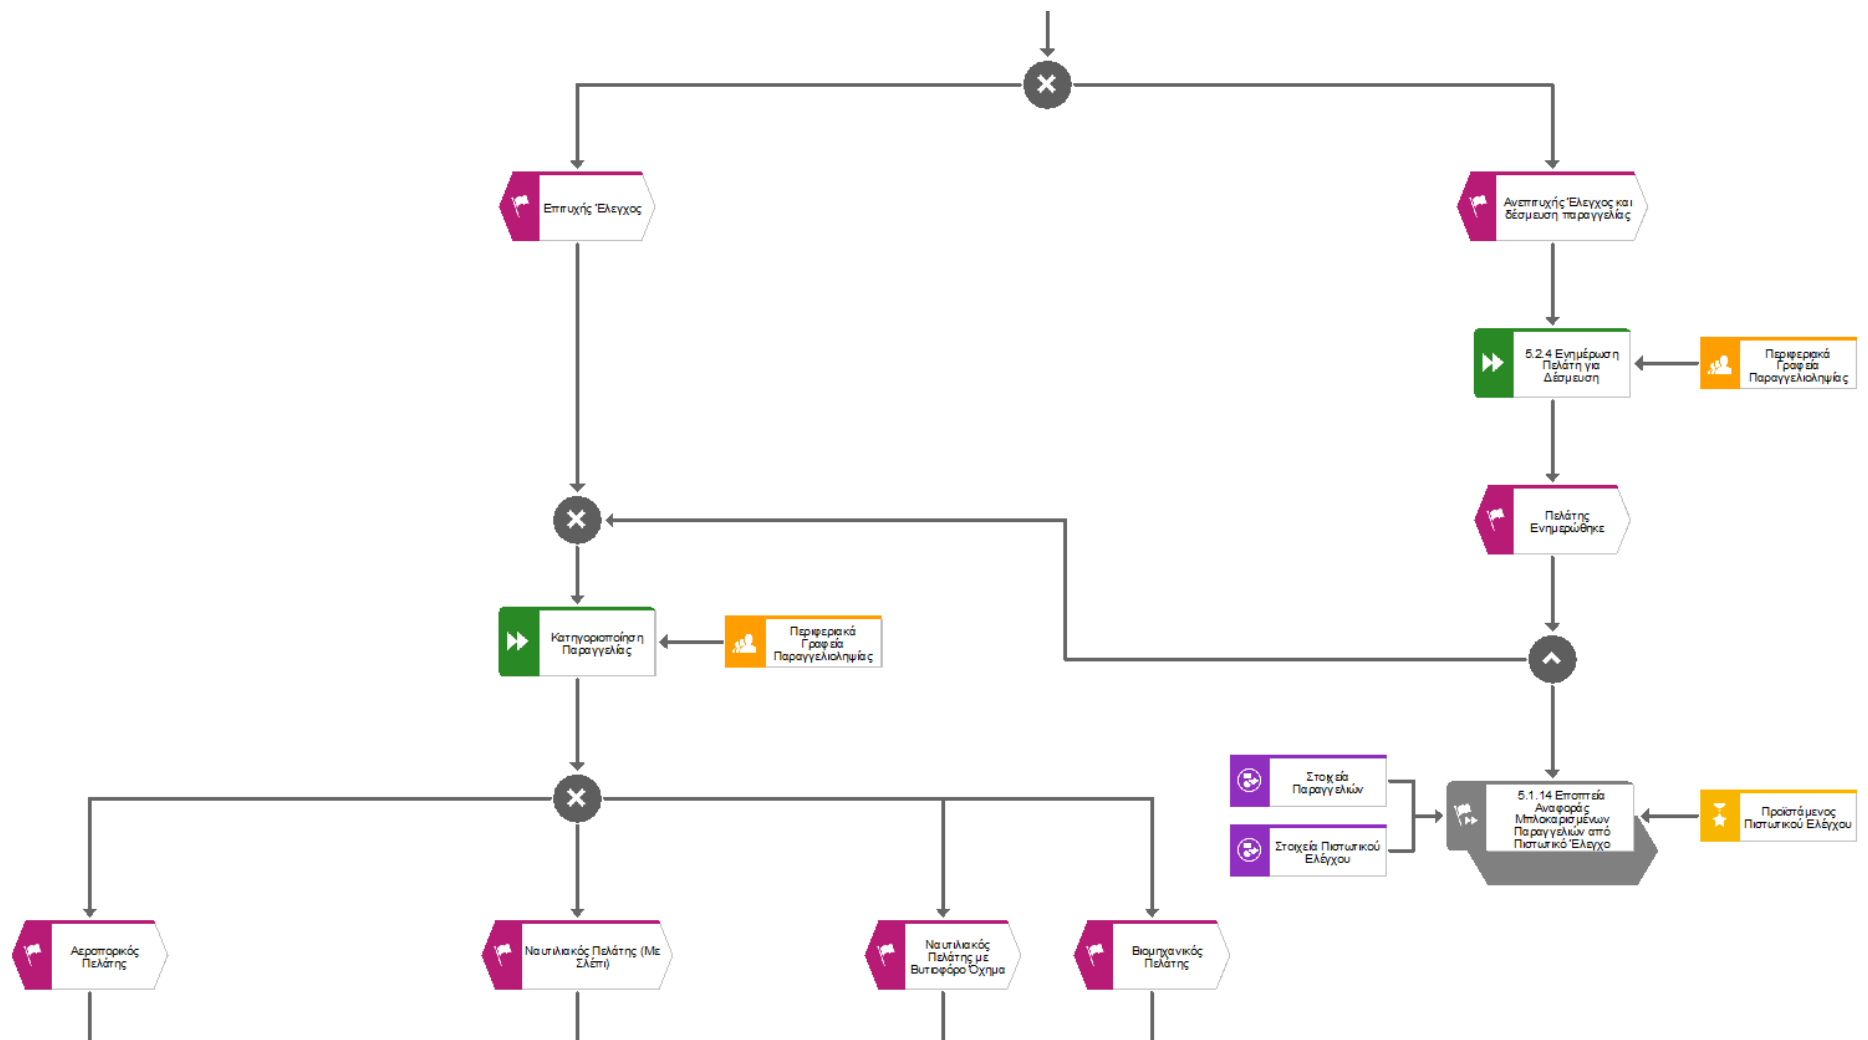 Επιτυχής Έλεγχος
Ανεπιτυχής Έλεγχος και
δέσμευση παραγγελίας
5.2.4 Ενημέρωση
Πελάτη για
Δέσμευση
Περιφεριακά
Γραφεία
Παραγγελιοληψίας
Πελάτης
Ενημερώθηκε
Κατηγοριοποίηση
Παραγγελίας
Περιφεριακά
Γραφεία
Παραγγελιοληψίας
Στοιχεία
Παραγγελιών
Στοιχεία Πιστωτικού
Ελέγχου
5.1.14 Εποπτεία
Αναφοράς
Μπλοκαρισμένων
Παραγγελιών από
Πιστωτικό Έλεγχο
Προϊστάμενος
Πιστωτικού Ελέγχου
Αεροπορικός
Πελάτης
Ναυτιλιακός Πελάτης (Με
Σλέπι)
Ναυτιλιακός
Πελάτης με
Βυτιοφόρο Όχημα
Βιομηχανικός
Πελάτης